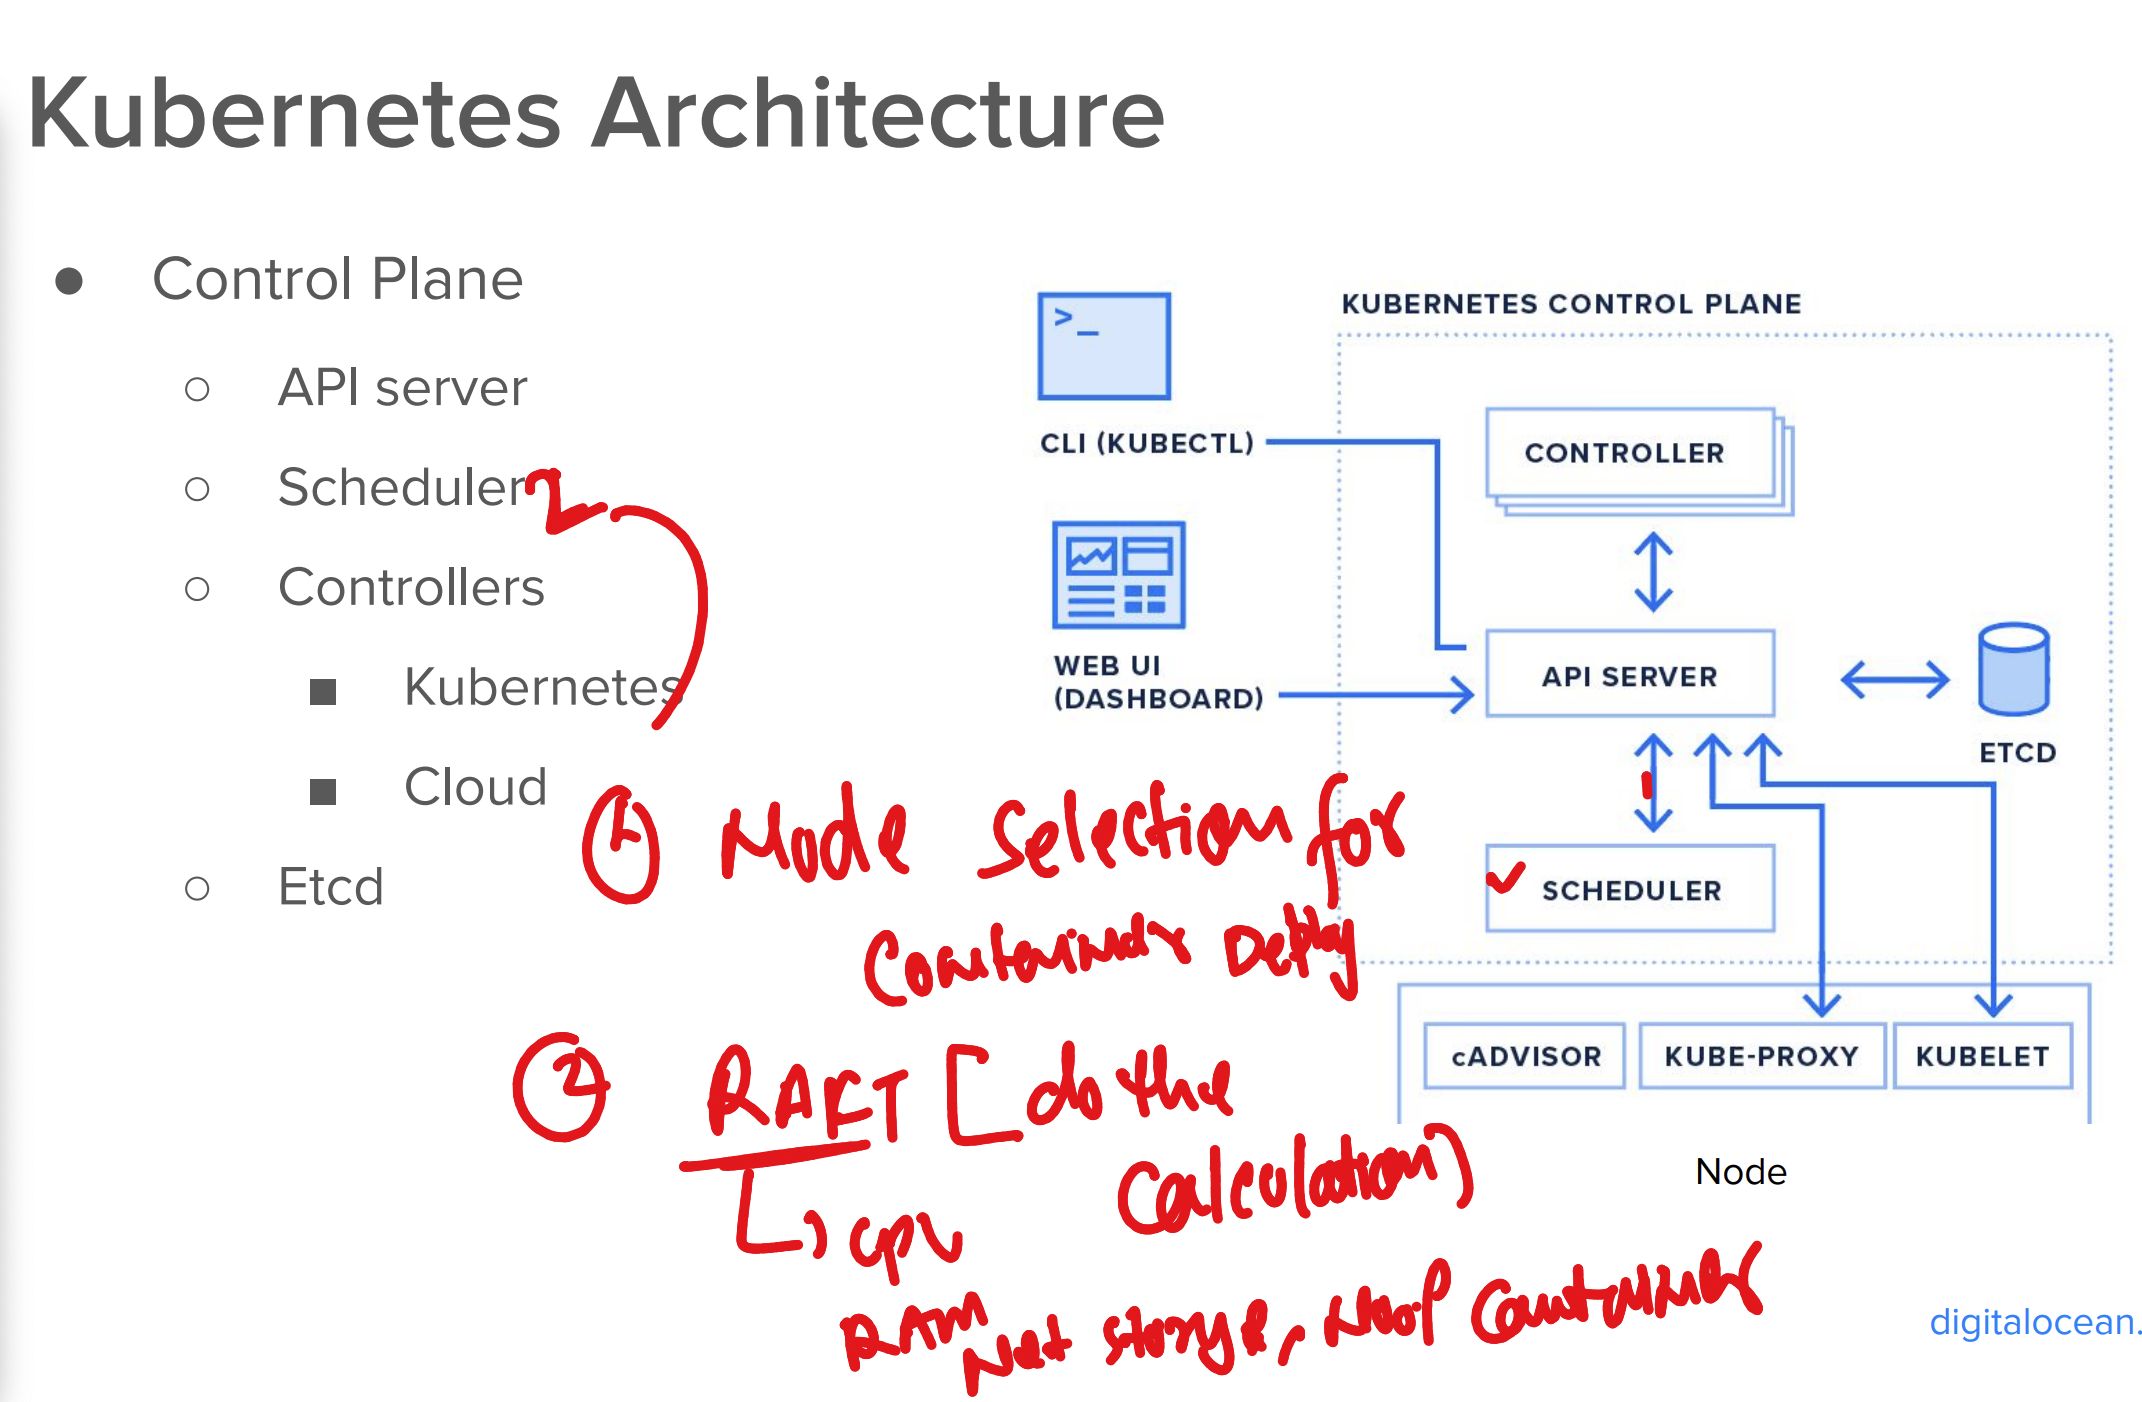 Kubernetes Architecture
● Control Plane
○ API server
○ Scheduler 2
○ Controllers
■ Kubernetes
■ Cloud
○ Etcd
KUBERNETES CONTROL PLANE
>_
CLI (KUBECTL)
CONTROLLER
WEB UI
(DASHBOARD)
API SERVER
ETCD
SCHEDULER
cADVISOR
KUBE-PROXY
KUBELET
Node
1 Node Selection for
Container Deploy
2 RAFT [do the
Calculation]
CPU
RAM
Net storage, No of Container
digitalocean.